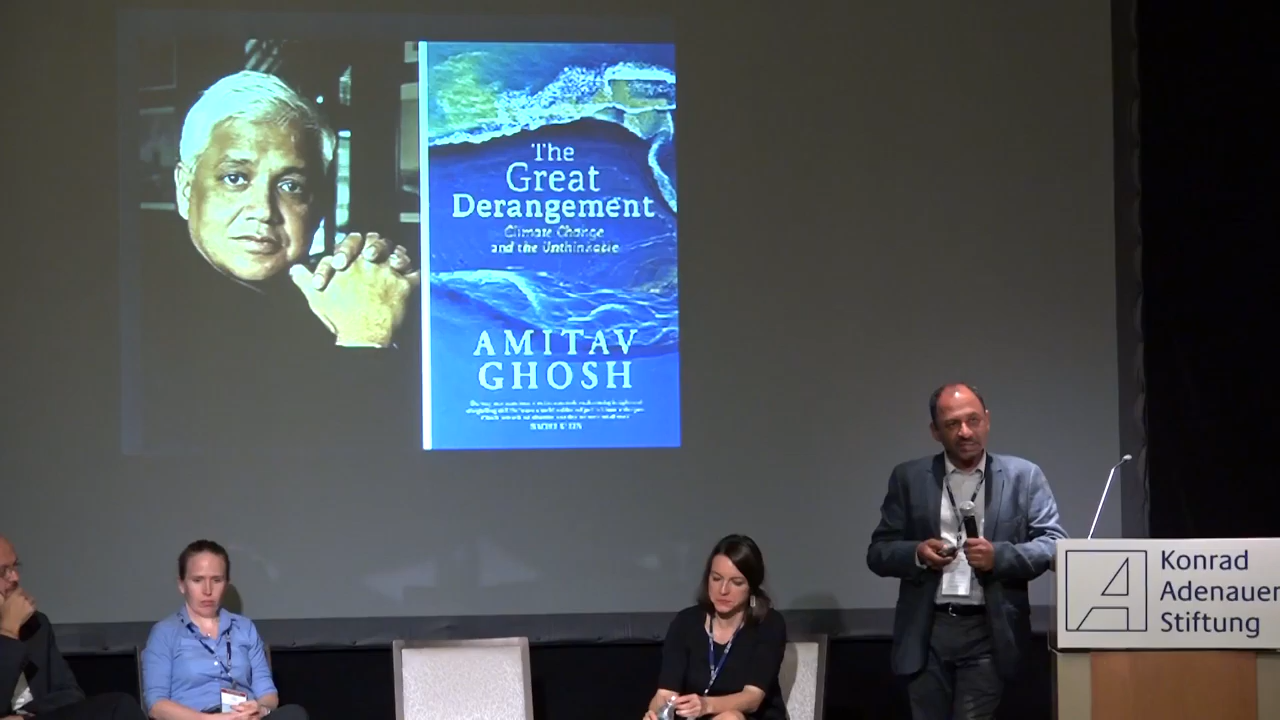 The
Great
Derangement
Climate Change
and the Unthinkable
AMITAV
GHOSH
Konrad
Adenauer
Stiftung